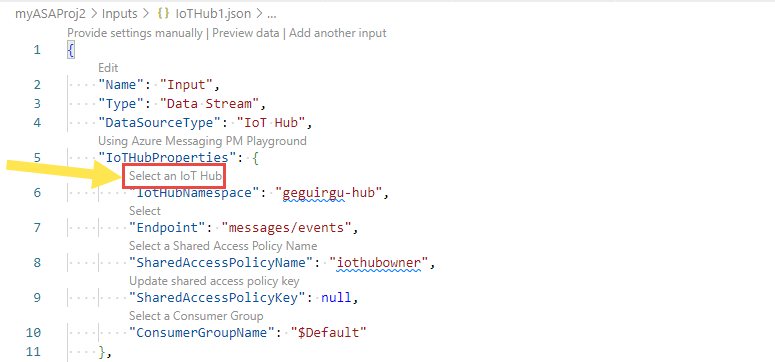 myASAProj2 > Inputs > {} IoTHub1.json > ...
Provide settings manually | Preview data | Add another input
1 {
Edit
2 "Name": "Input",
3 "Type": "Data Stream",
4 "DataSourceType": "IoT Hub",
Using Azure Messaging PM Playground
5 "IoTHubProperties": {
Select an IoT Hub
6 "IotHubNamespace": "geguirgu-hub",
Select
7 "Endpoint": "messages/events",
Select a Shared Access Policy Name
8 "SharedAccessPolicyName": "iothubowner",
Update shared access policy key
9 "SharedAccessPolicyKey": null,
Select a Consumer Group
10 "ConsumerGroupName": "$Default"
11 },